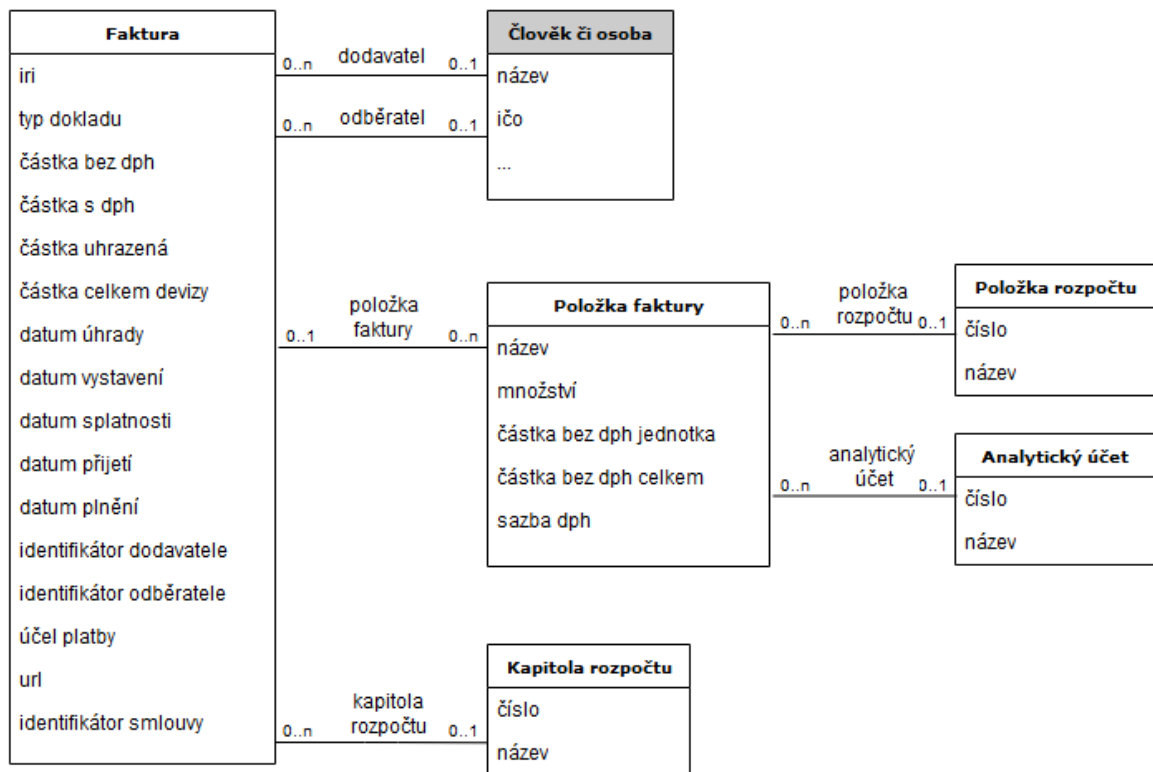 Faktura
iri
typ dokladu
částka bez dph
částka s dph
částka uhrazená
částka celkem devizy
datum úhrady
datum vystavení
datum splatnosti
datum přijetí
datum plnění
identifikátor dodavatele
identifikátor odběratele
účel platby
url
identifikátor smlouvy
0..n dodavatel 0..1
0..n odběratel 0..1
Člověk či osoba
název
ičo
...
položka
faktury
0..1 0..n
Položka faktury
název
množství
částka bez dph jednotka
částka bez dph celkem
sazba dph
položka
0..n rozpočtu 0..1
Položka rozpočtu
číslo
název
analytický
0..n účet 0..1
Analytický účet
číslo
název
kapitola
0..n rozpočtu 0..1
Kapitola rozpočtu
číslo
název